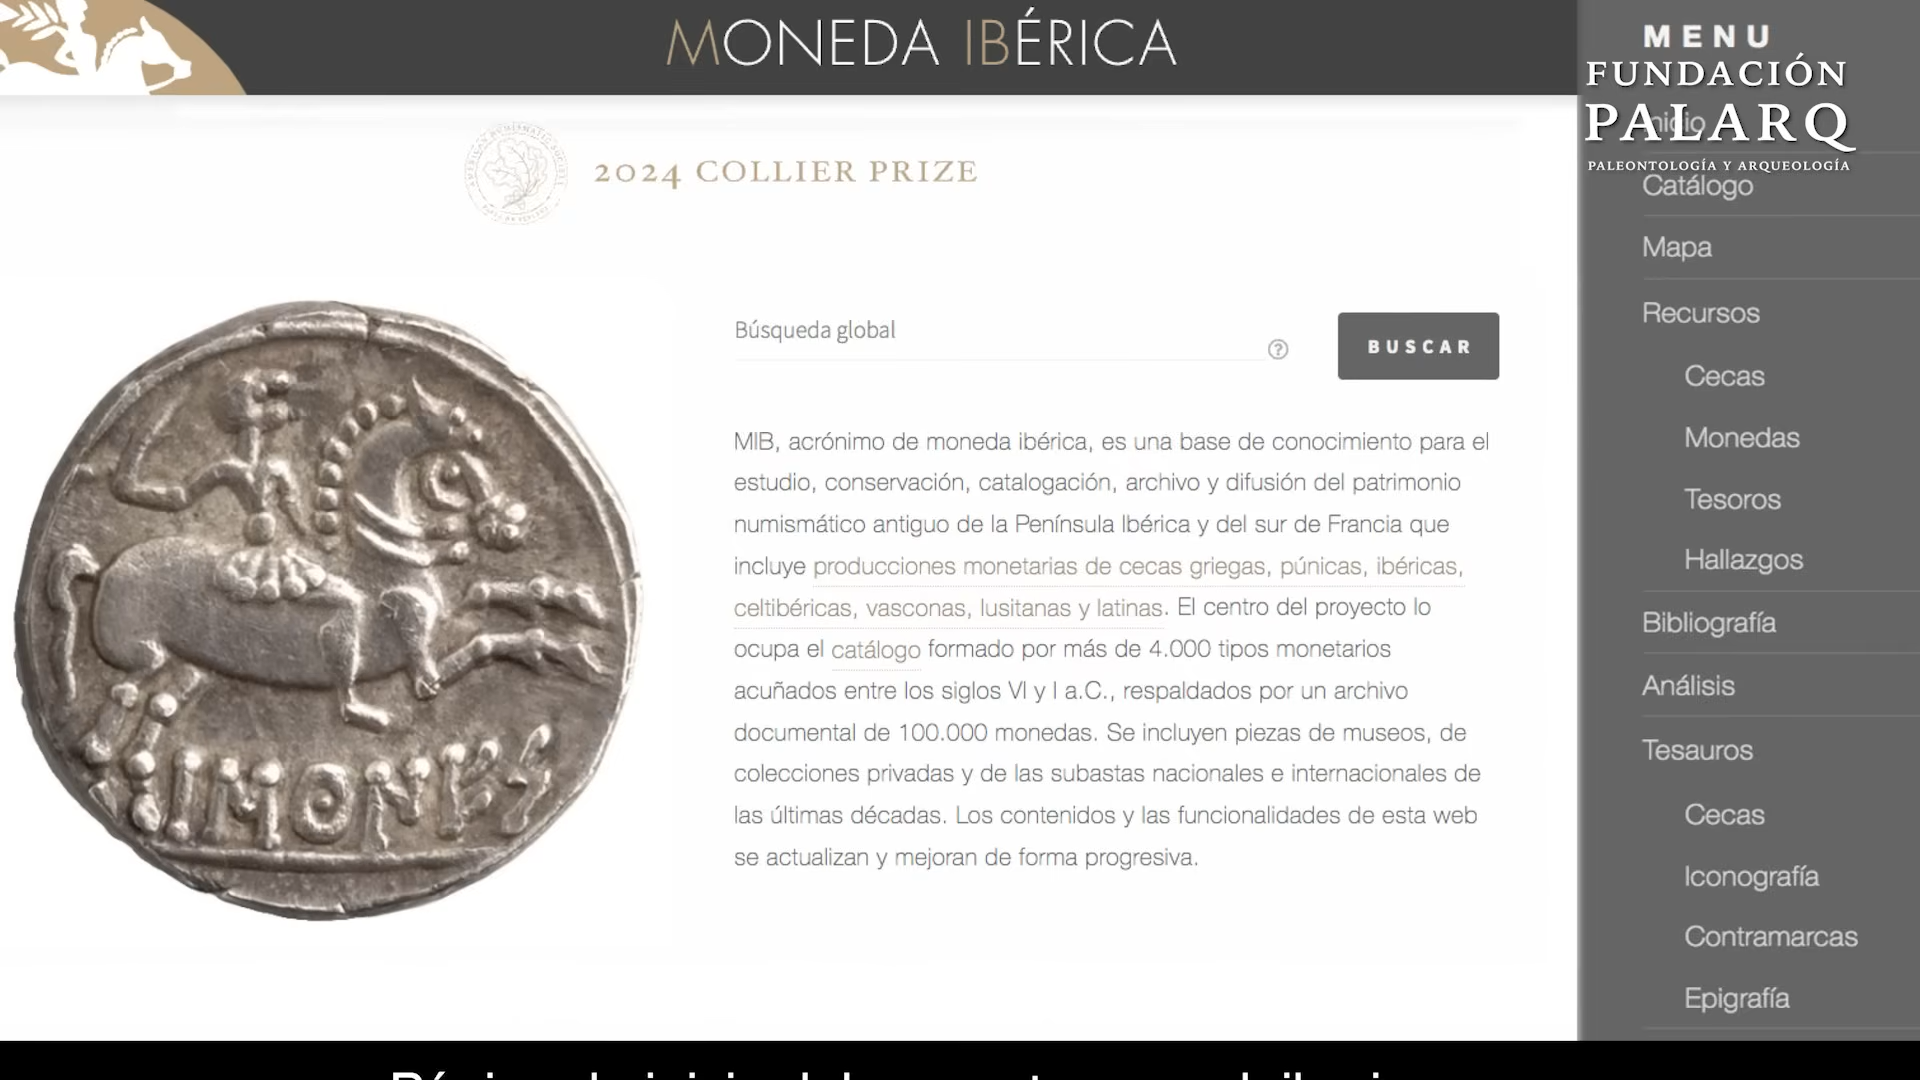 MONEDA IBÉRICA
2024 COLLIER PRIZE
Búsqueda global
?
BUSCAR
MIB, acrónimo de moneda ibérica, es una base de conocimiento para el
estudio, conservación, catalogación, archivo y difusión del patrimonio
numismático antiguo de la Península Ibérica y del sur de Francia que
incluye producciones monetarias de cecas griegas, púnicas, ibéricas,
celtibéricas, vasconas, lusitanas y latinas. El centro del proyecto lo
ocupa el catálogo formado por más de 4.000 tipos monetarios
acuñados entre los siglos VI y I a.C., respaldados por un archivo
documental de 100.000 monedas. Se incluyen piezas de museos, de
colecciones privadas y de las subastas nacionales e internacionales de
las últimas décadas. Los contenidos y las funcionalidades de esta web
se actualizan y mejoran de forma progresiva.
MENU
FUNDACIÓN
PALARQ
PALEONTOLOGÍA Y ARQUEOLOGÍA
Inicio
Catálogo
Mapa
Recursos
Cecas
Monedas
Tesoros
Hallazgos
Bibliografía
Análisis
Tesauros
Cecas
Iconografía
Contramarcas
Epigrafía